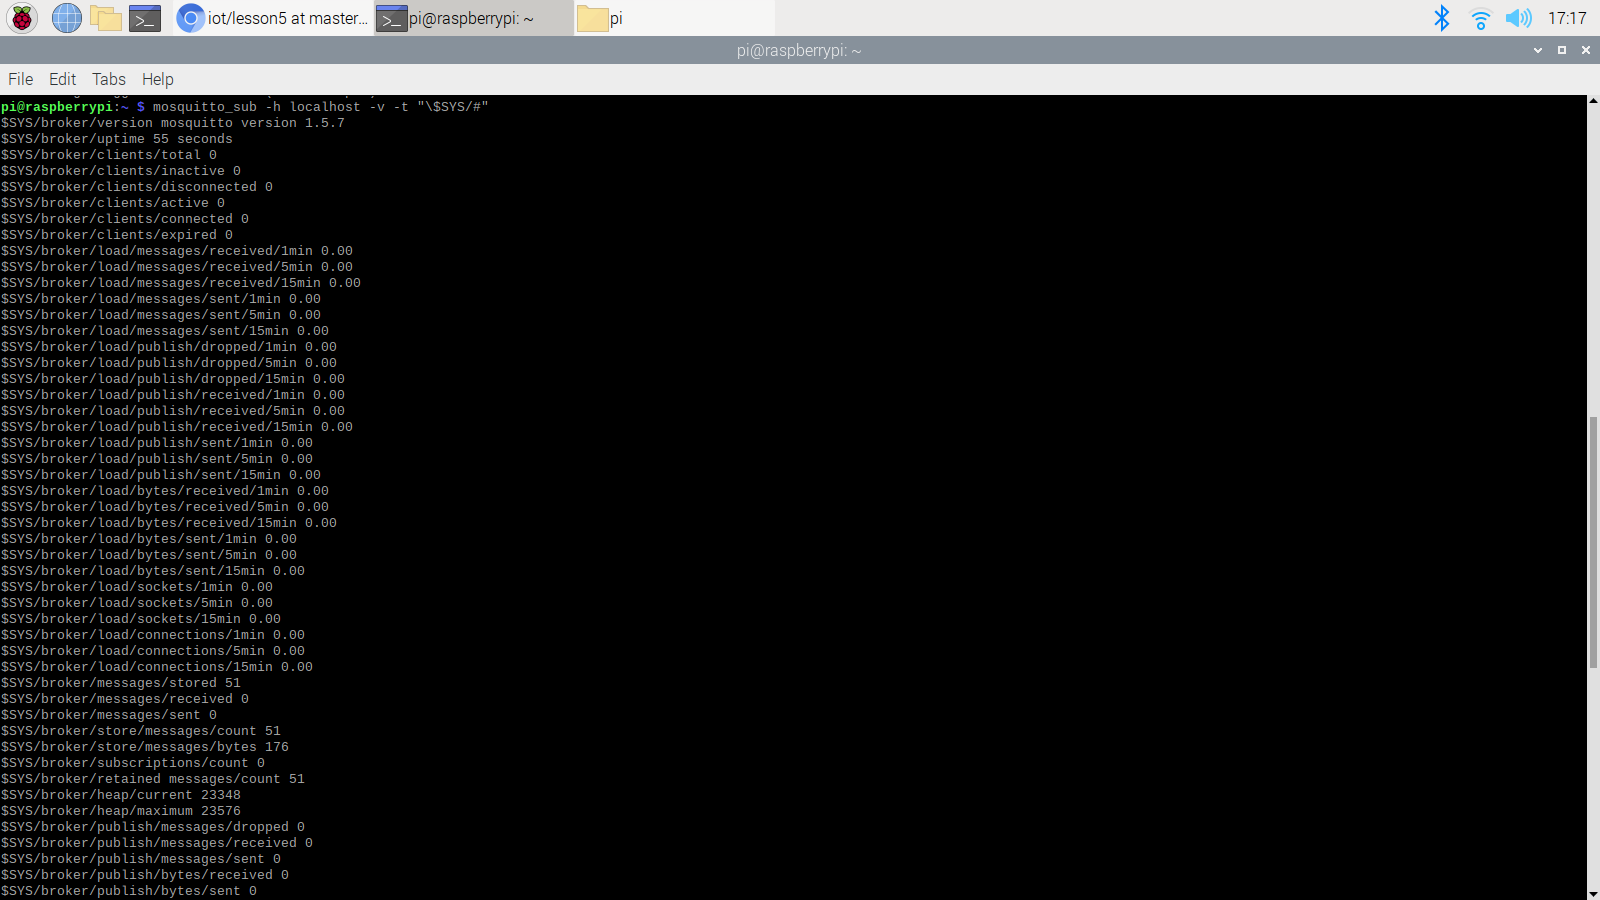 iot/lesson5 at master...
pi@raspberrypi: ~
pi
17:17
pi@raspberrypi: ~
File Edit Tabs Help
pi@raspberrypi:~ $ mosquitto_sub -h localhost -v -t "\$SYS/#"
$SYS/broker/version mosquitto version 1.5.7
$SYS/broker/uptime 55 seconds
$SYS/broker/clients/total 0
$SYS/broker/clients/inactive 0
$SYS/broker/clients/disconnected 0
$SYS/broker/clients/active 0
$SYS/broker/clients/connected 0
$SYS/broker/clients/expired 0
$SYS/broker/load/messages/received/1min 0.00
$SYS/broker/load/messages/received/5min 0.00
$SYS/broker/load/messages/received/15min 0.00
$SYS/broker/load/messages/sent/1min 0.00
$SYS/broker/load/messages/sent/5min 0.00
$SYS/broker/load/messages/sent/15min 0.00
$SYS/broker/load/publish/dropped/1min 0.00
$SYS/broker/load/publish/dropped/5min 0.00
$SYS/broker/load/publish/dropped/15min 0.00
$SYS/broker/load/publish/received/1min 0.00
$SYS/broker/load/publish/received/5min 0.00
$SYS/broker/load/publish/received/15min 0.00
$SYS/broker/load/publish/sent/1min 0.00
$SYS/broker/load/publish/sent/5min 0.00
$SYS/broker/load/publish/sent/15min 0.00
$SYS/broker/load/bytes/received/1min 0.00
$SYS/broker/load/bytes/received/5min 0.00
$SYS/broker/load/bytes/received/15min 0.00
$SYS/broker/load/bytes/sent/1min 0.00
$SYS/broker/load/bytes/sent/5min 0.00
$SYS/broker/load/bytes/sent/15min 0.00
$SYS/broker/load/sockets/1min 0.00
$SYS/broker/load/sockets/5min 0.00
$SYS/broker/load/sockets/15min 0.00
$SYS/broker/load/connections/1min 0.00
$SYS/broker/load/connections/5min 0.00
$SYS/broker/load/connections/15min 0.00
$SYS/broker/messages/stored 51
$SYS/broker/messages/received 0
$SYS/broker/messages/sent 0
$SYS/broker/store/messages/count 51
$SYS/broker/store/messages/bytes 176
$SYS/broker/subscriptions/count 0
$SYS/broker/retained messages/count 51
$SYS/broker/heap/current 23348
$SYS/broker/heap/maximum 23576
$SYS/broker/publish/messages/dropped 0
$SYS/broker/publish/messages/received 0
$SYS/broker/publish/messages/sent 0
$SYS/broker/publish/bytes/received 0
$SYS/broker/publish/bytes/sent 0